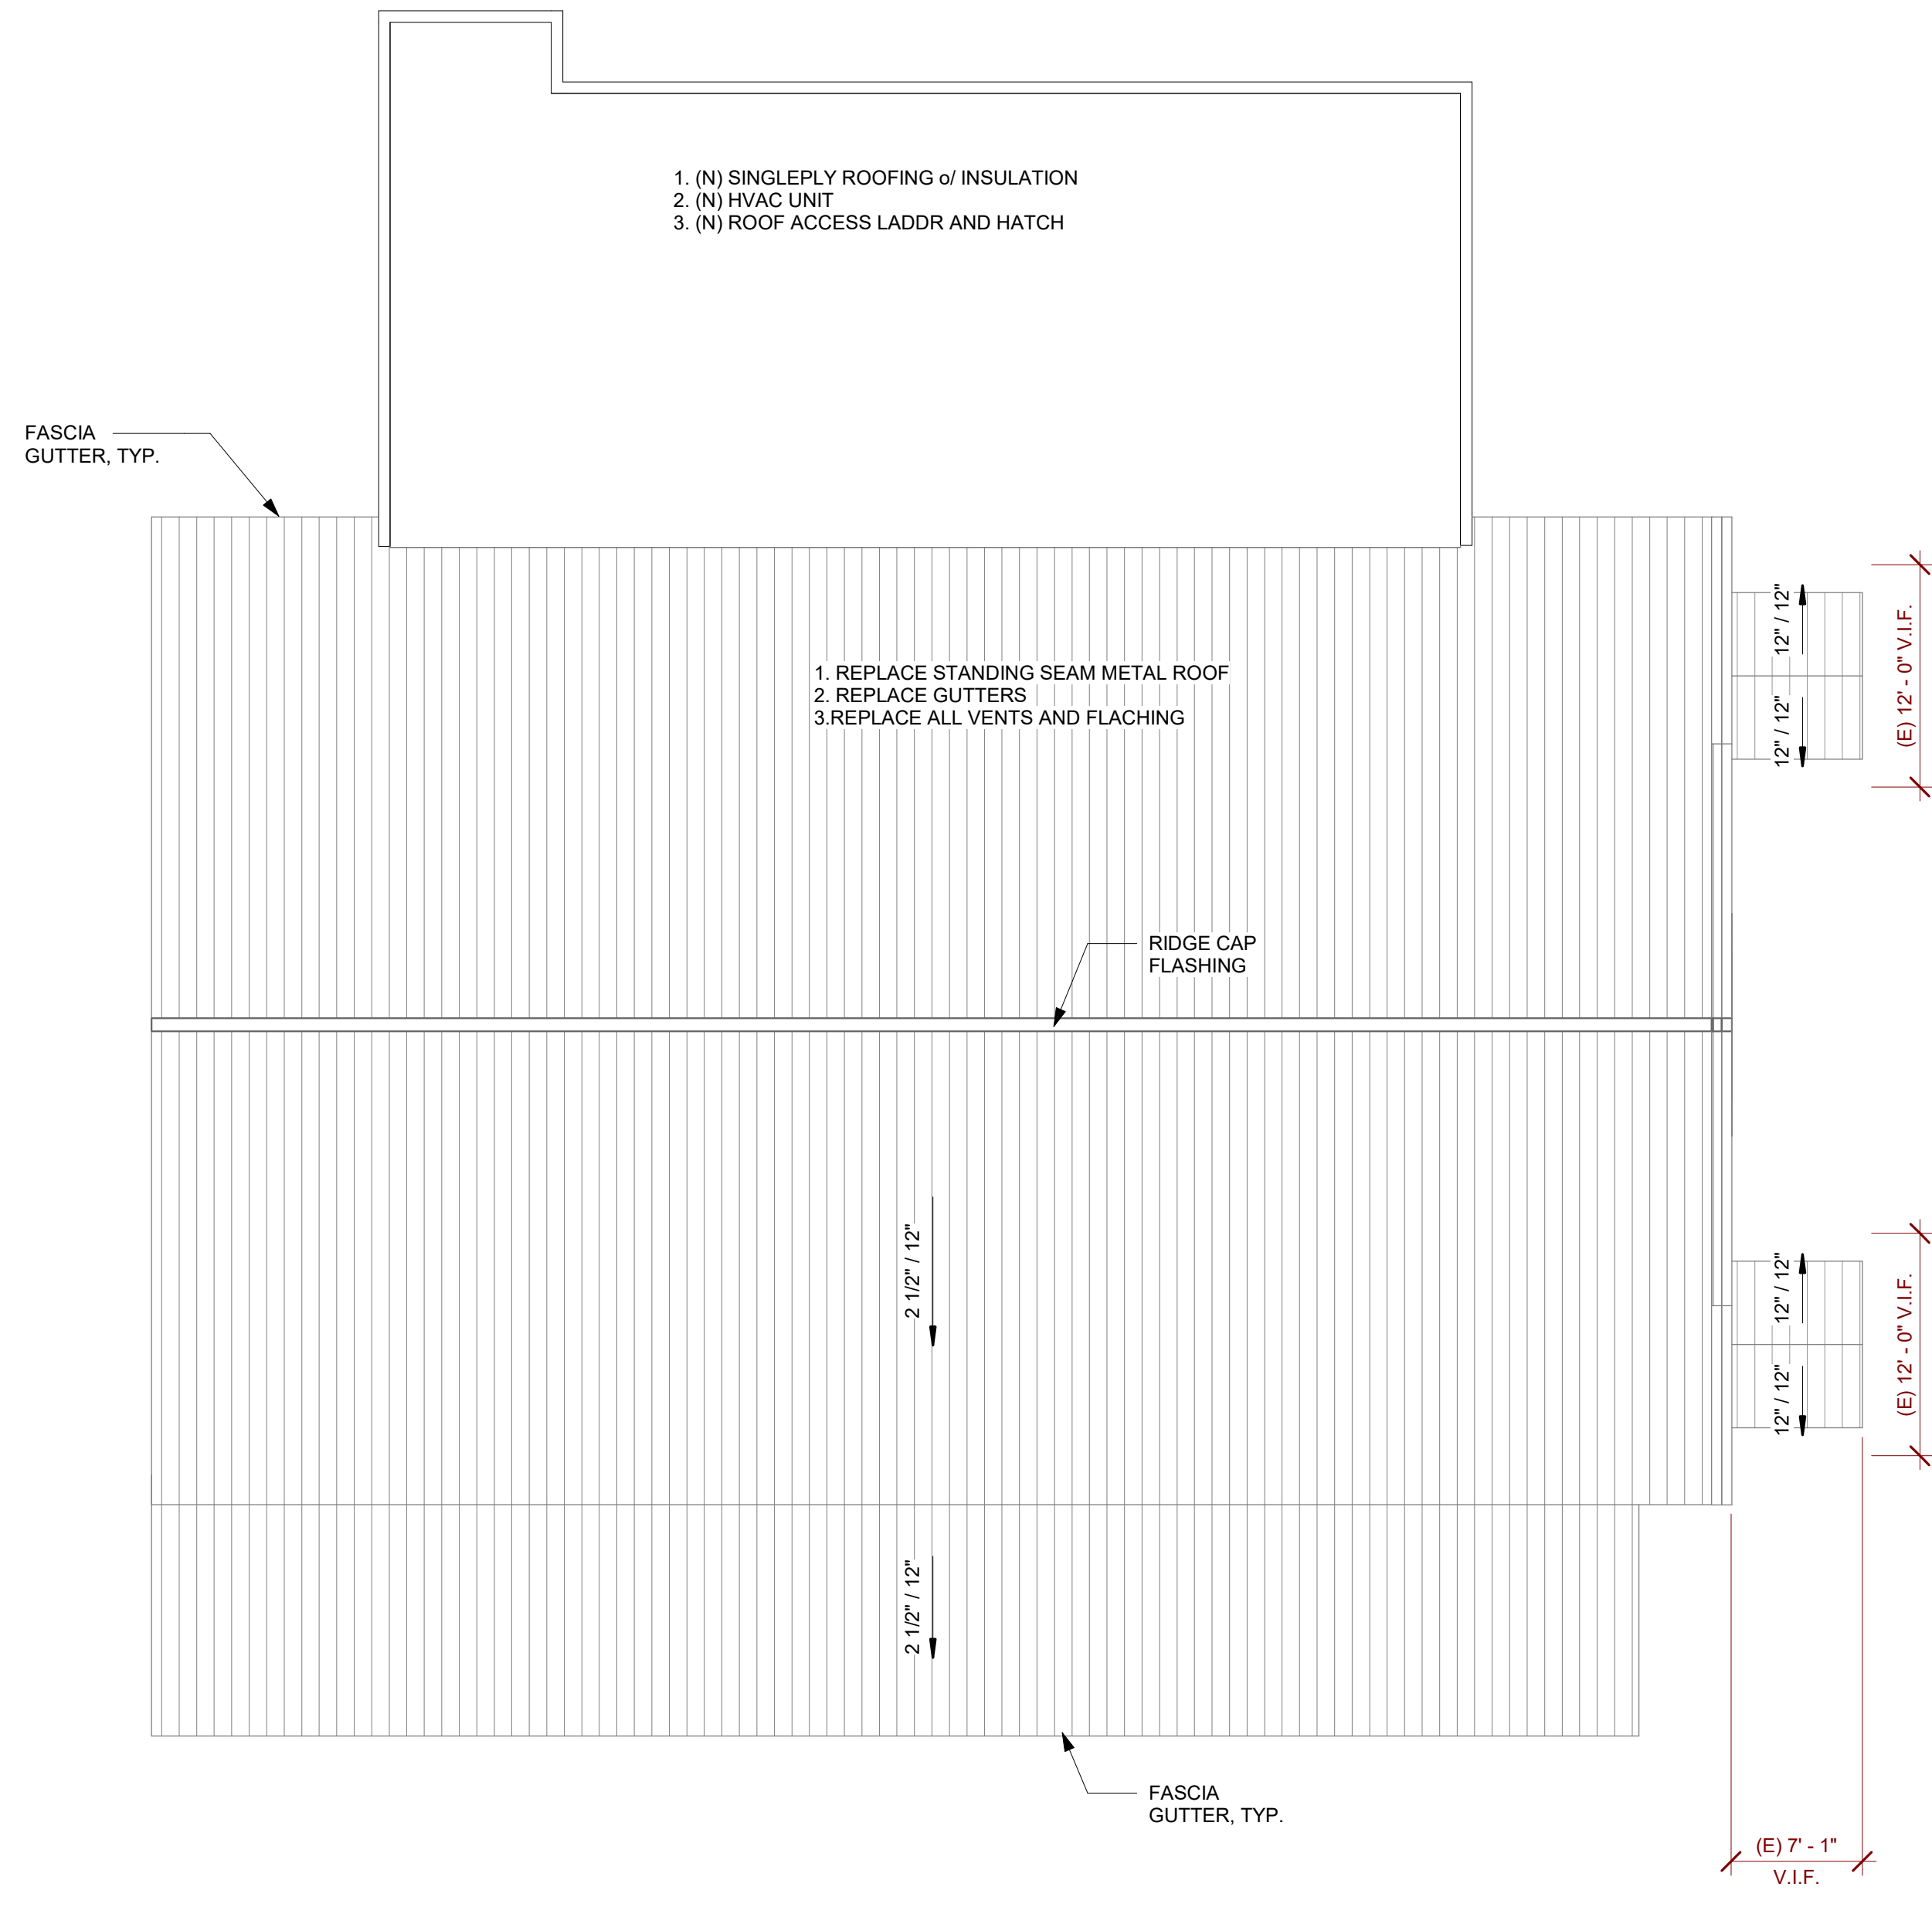 1. (N) SINGLEPLY ROOFING o/ INSULATION
2. (N) HVAC UNIT
3. (N) ROOF ACCESS LADDR AND HATCH
FASCIA
GUTTER, TYP.
12" / 12"
12" / 12"
(E) 12' - 0" V.I.F.
1. REPLACE STANDING SEAM METAL ROOF
2. REPLACE GUTTERS
3.REPLACE ALL VENTS AND FLACHING
RIDGE CAP
FLASHING
2 1/2" / 12"
12" / 12"
12" / 12"
(E) 12' - 0" V.I.F.
2 1/2" / 12"
FASCIA
GUTTER, TYP.
(E) 7' - 1"
V.I.F.